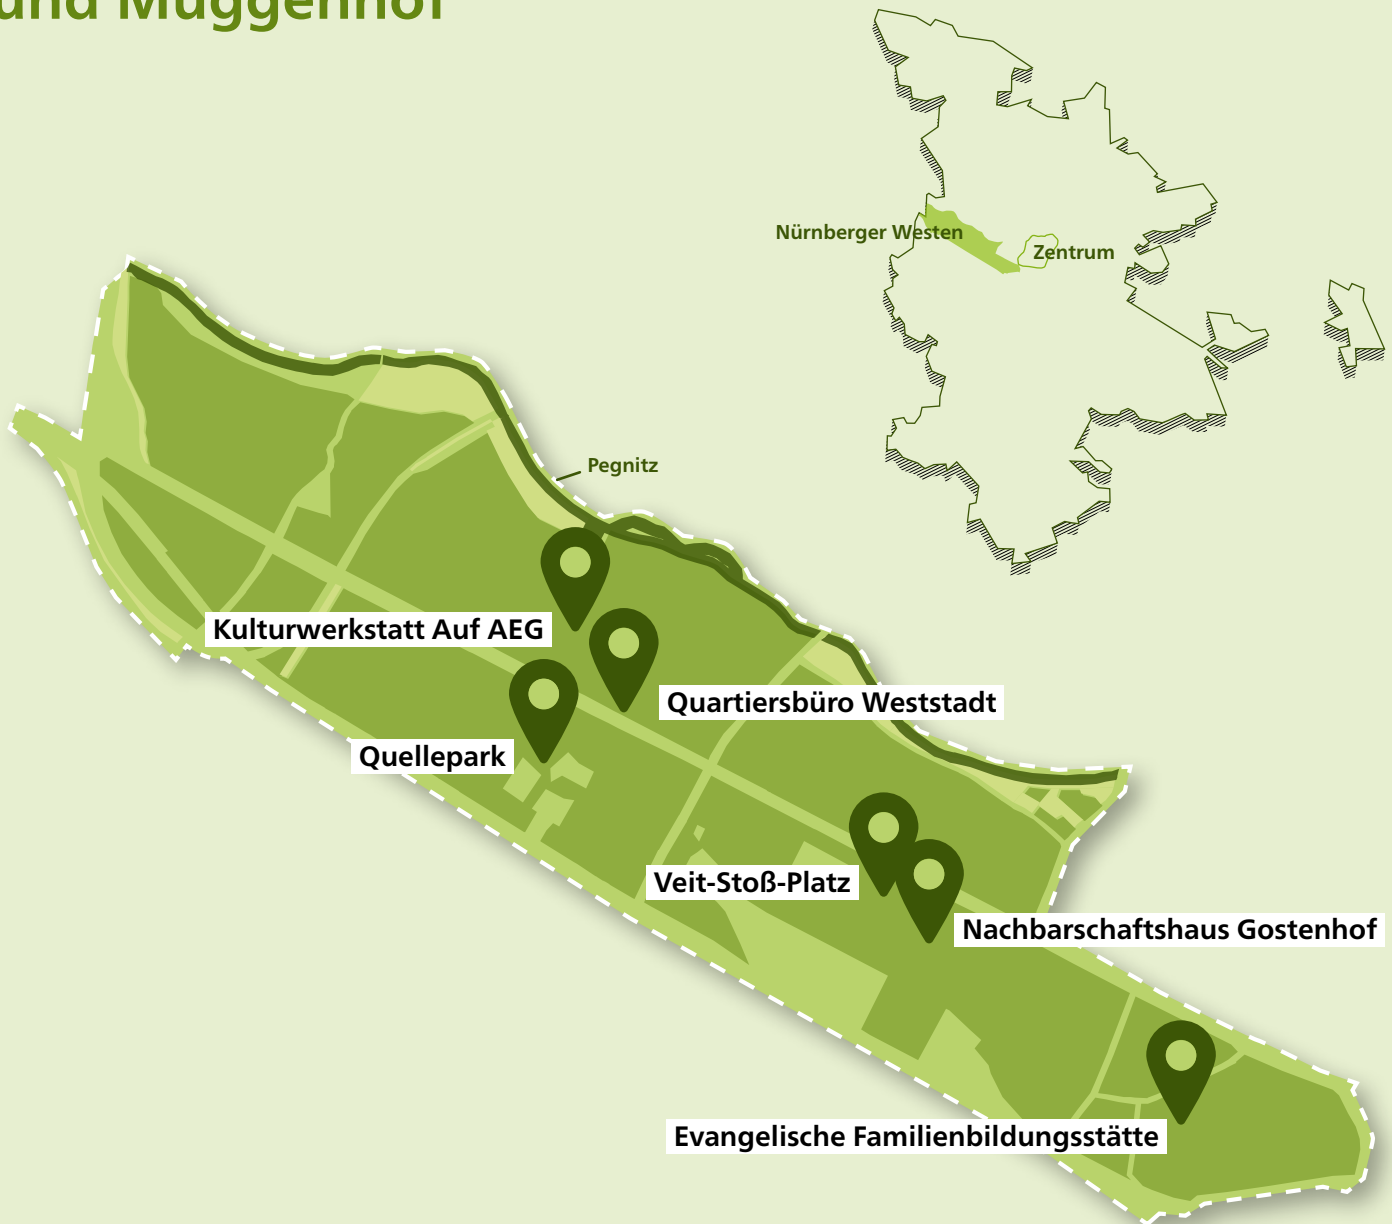 und Muggenhof
Nürnberger Westen
Zentrum
Pegnitz
Kulturwerkstatt Auf AEG
Quartiersbüro Weststadt
Quellepark
Veit-Stoß-Platz
Nachbarschaftshaus Gostenhof
Evangelische Familienbildungsstätte